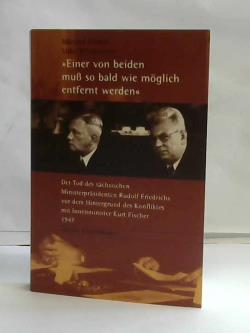 »Einer von beiden
muß so bald wie möglich
entfernt werden«
Der Tod des sächsischen
Ministerpräsidenten Rudolf Friedrichs
vor dem Hintergrund des Konfliktes
mit Innenminister Kurt Fischer
1947